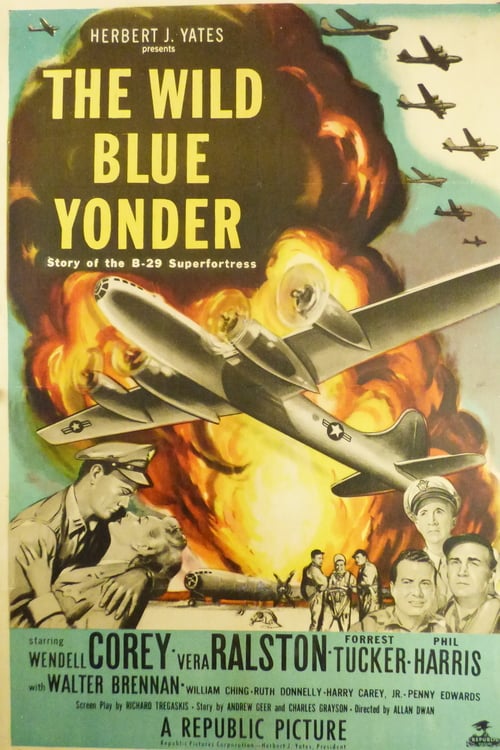 HERBERT J. YATES
presents
THE WILD
BLUE
YONDER
Story of the B-29 Superfortress
starring
WENDELL COREY · VERA RALSTON · FORREST TUCKER · PHIL HARRIS
with WALTER BRENNAN · WILLIAM CHING · RUTH DONNELLY · HARRY CAREY, JR. · PENNY EDWARDS
Screen Play by RICHARD TREGASKIS · Story by ANDREW GEER and CHARLES GRAYSON · Directed by ALLAN DWAN
A REPUBLIC PICTURE
Republic Pictures Corporation—Herbert J. Yates, President
REPUBLIC